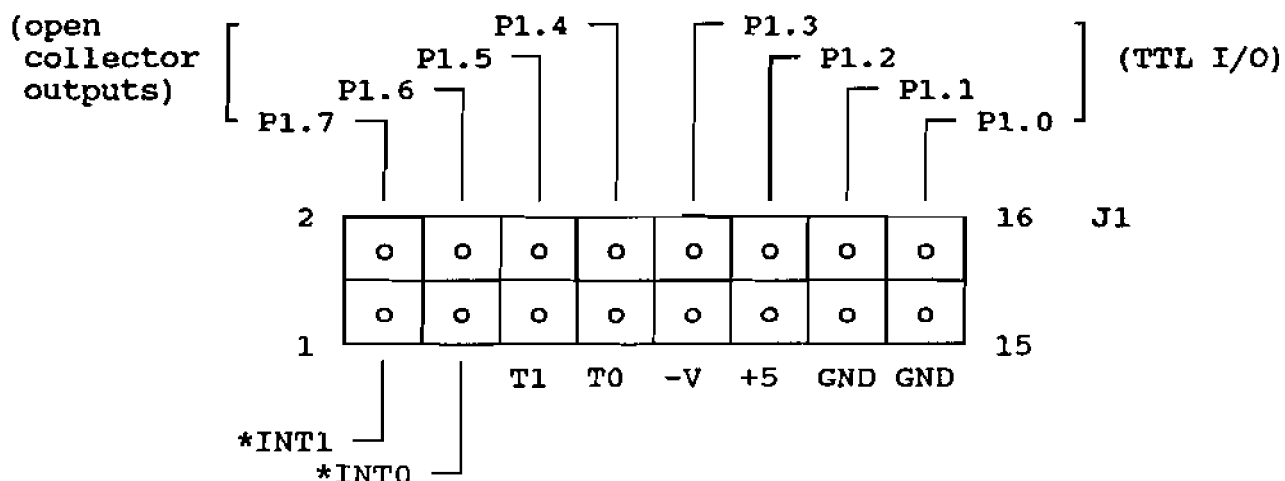 (open
collector
outputs)
P1.4
P1.5
P1.6
P1.7
P1.3
P1.2
P1.1
P1.0
(TTL I/O)
2
16
J1
1
15
T1 T0 -V +5 GND GND
*INT1
*INT0